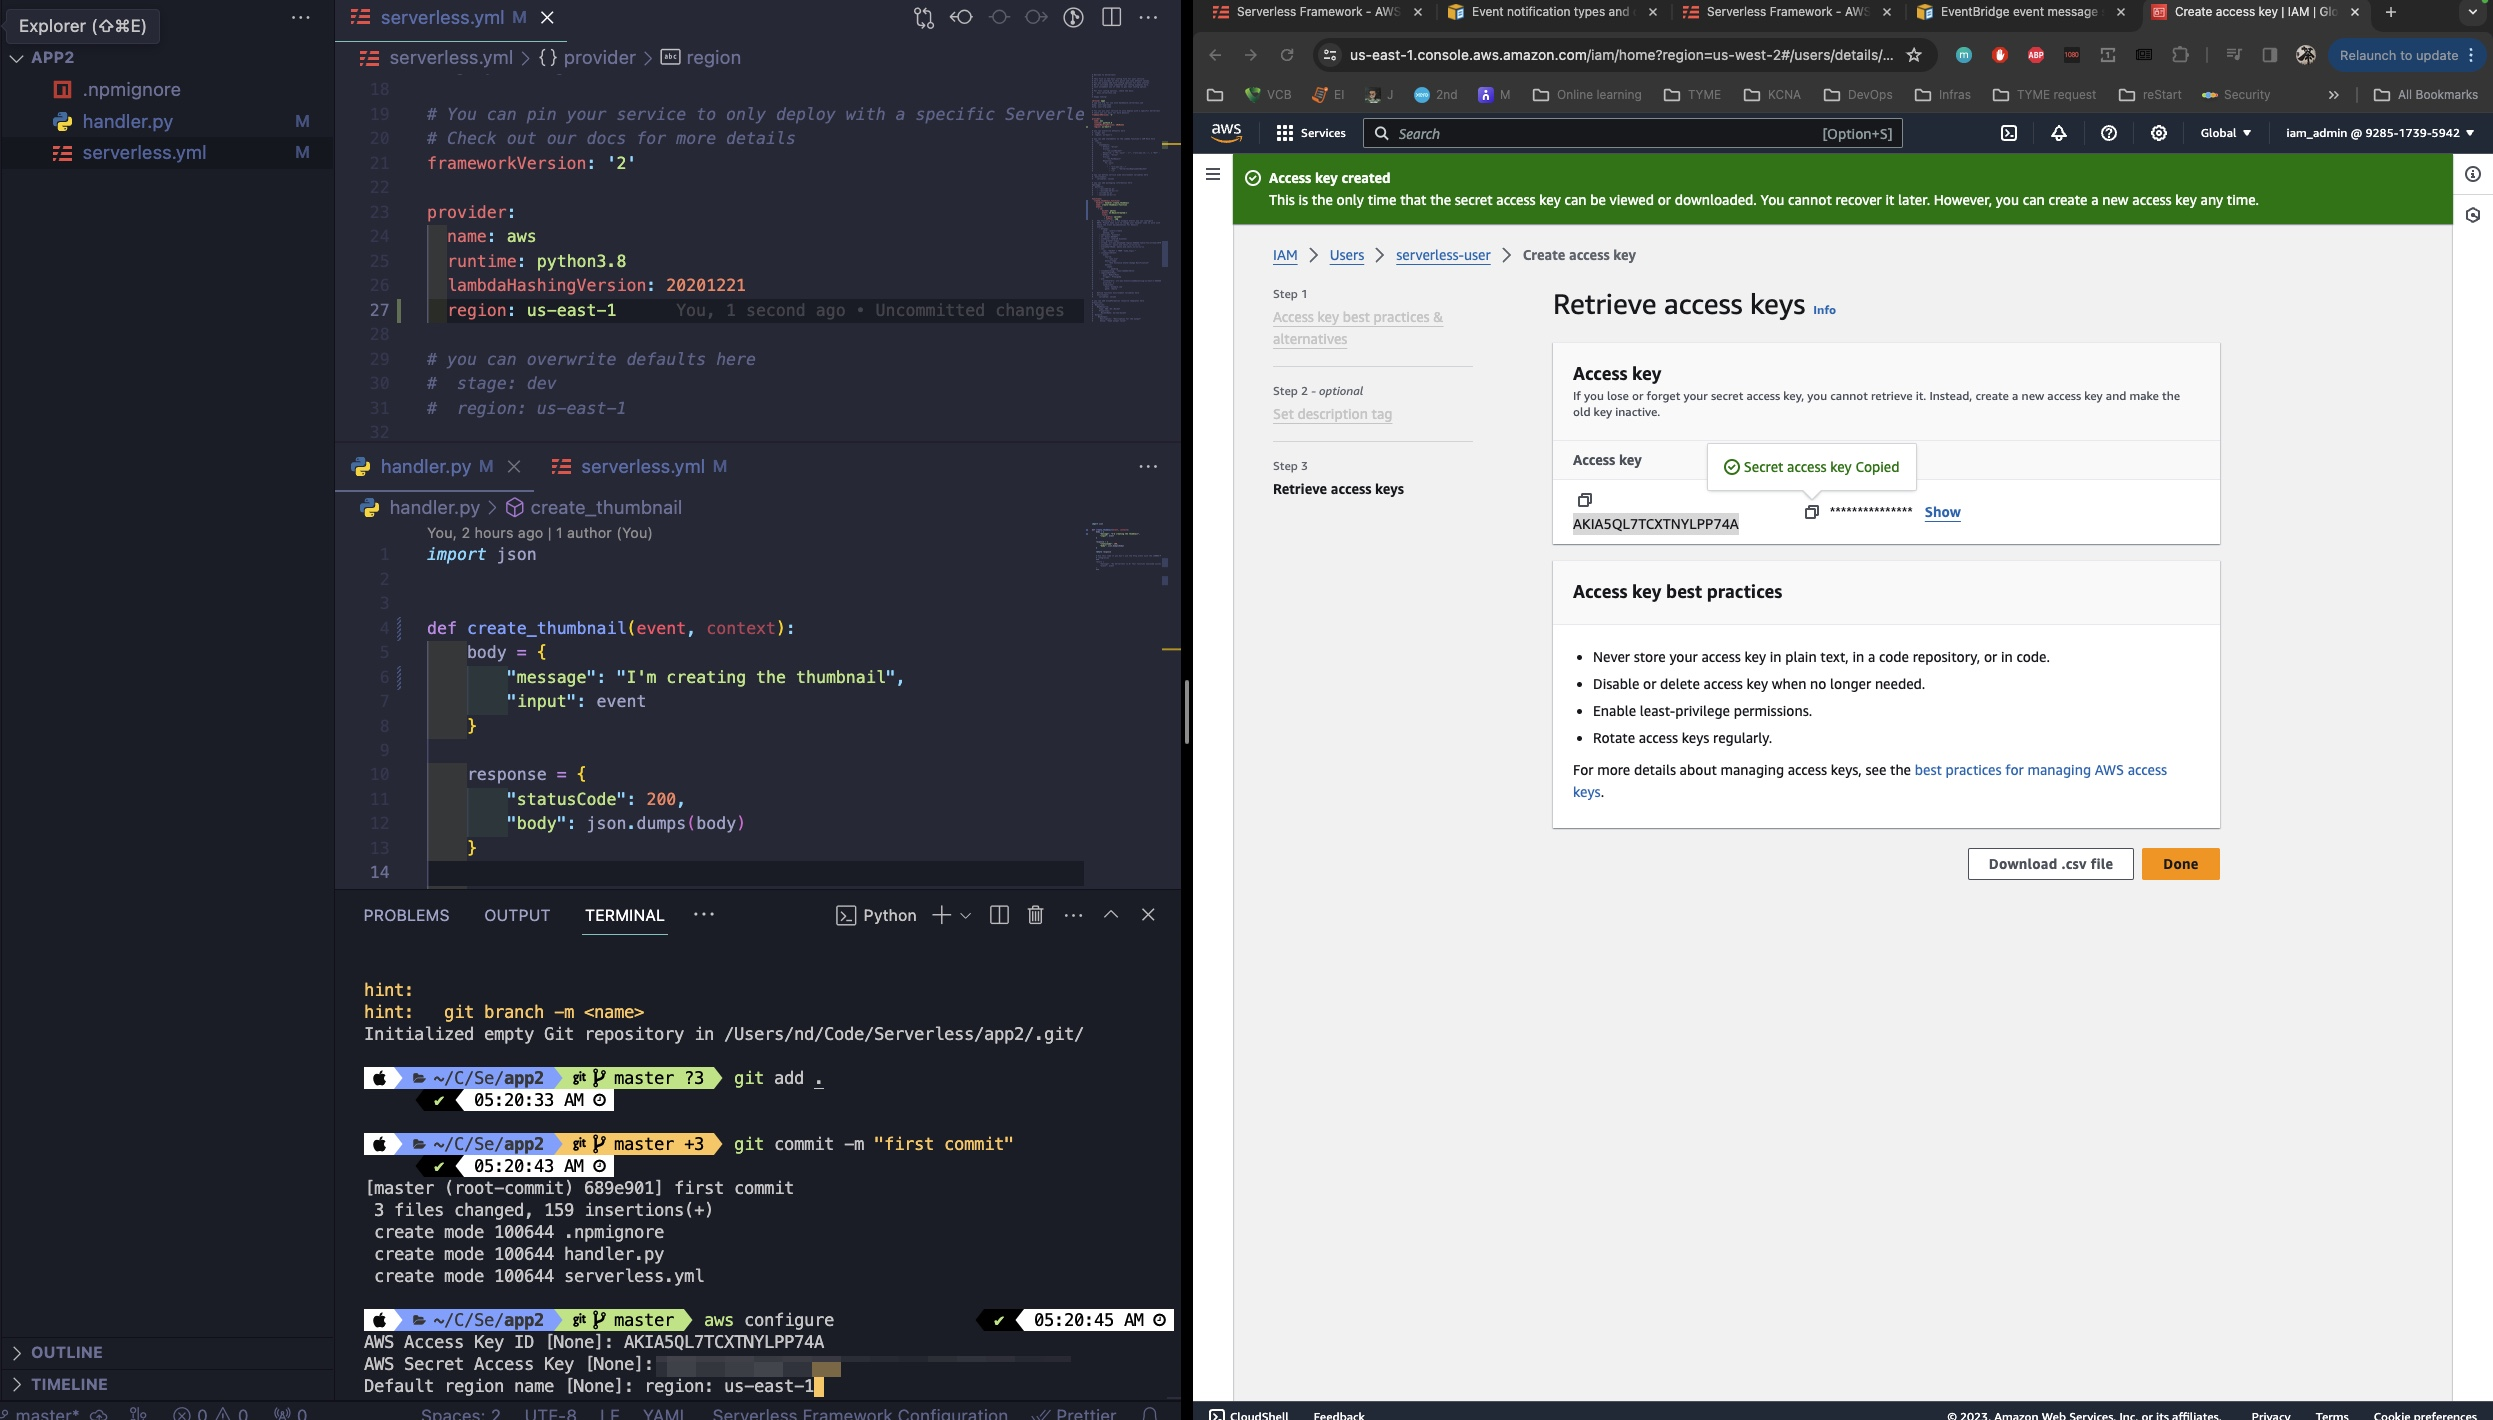 Explorer (⇧⌘E)
APP2
.npmignore
handler.py M
serverless.yml M
OUTLINE
TIMELINE
serverless.yml M
serverless.yml > {} provider > abc region
18
19 # You can pin your service to only deploy with a specific Serverle
20 # Check out our docs for more details
21 frameworkVersion: '2'
22
23 provider:
24 name: aws
25 runtime: python3.8
26 lambdaHashingVersion: 20201221
27 region: us-east-1 You, 1 second ago • Uncommitted changes
28
29 # you can overwrite defaults here
30 # stage: dev
31 # region: us-east-1
32
handler.py M serverless.yml M
handler.py > create_thumbnail
You, 2 hours ago | 1 author (You)
1 import json
2
3
4 def create_thumbnail(event, context):
5 body = {
6 "message": "I'm creating the thumbnail",
7 "input": event
8 }
9
10 response = {
11 "statusCode": 200,
12 "body": json.dumps(body)
13 }
14
PROBLEMS OUTPUT TERMINAL ··· Python
hint:
hint: git branch -m <name>
Initialized empty Git repository in /Users/nd/Code/Serverless/app2/.git/
~/C/Se/app2 git master ?3 git add .
✔ 05:20:33 AM
~/C/Se/app2 git master +3 git commit -m "first commit"
✔ 05:20:43 AM
[master (root-commit) 689e901] first commit
3 files changed, 159 insertions(+)
create mode 100644 .npmignore
create mode 100644 handler.py
create mode 100644 serverless.yml
~/C/Se/app2 git master aws configure ✔ 05:20:45 AM
AWS Access Key ID [None]: AKIA5QL7TCXTNYLPP74A
AWS Secret Access Key [None]:
Default region name [None]: region: us-east-1
master* 0 0 0 Spaces: 2 UTF-8 LF YAML Serverless Framework Configuration Prettier
Serverless Framework - AWS Event notification types and Serverless Framework - AWS EventBridge event message Create access key | IAM | Glo
us-east-1.console.aws.amazon.com/iam/home?region=us-west-2#/users/details/... Relaunch to update
VCB EI J 2nd M Online learning TYME KCNA DevOps Infras TYME request reStart Security » All Bookmarks
aws Services Search [Option+S] Global iam_admin @ 9285-1739-5942
Access key created
This is the only time that the secret access key can be viewed or downloaded. You cannot recover it later. However, you can create a new access key any time.
IAM > Users > serverless-user > Create access key
Step 1
Access key best practices &
alternatives
Step 2 - optional
Set description tag
Step 3
Retrieve access keys
Retrieve access keys Info
Access key
If you lose or forget your secret access key, you cannot retrieve it. Instead, create a new access key and make the
old key inactive.
Access key
Secret access key Copied
AKIA5QL7TCXTNYLPP74A
*************** Show
Access key best practices
• Never store your access key in plain text, in a code repository, or in code.
• Disable or delete access key when no longer needed.
• Enable least-privilege permissions.
• Rotate access keys regularly.
For more details about managing access keys, see the best practices for managing AWS access
keys.
Download .csv file Done
CloudShell Feedback © 2023, Amazon Web Services, Inc. or its affiliates. Privacy Terms Cookie preferences